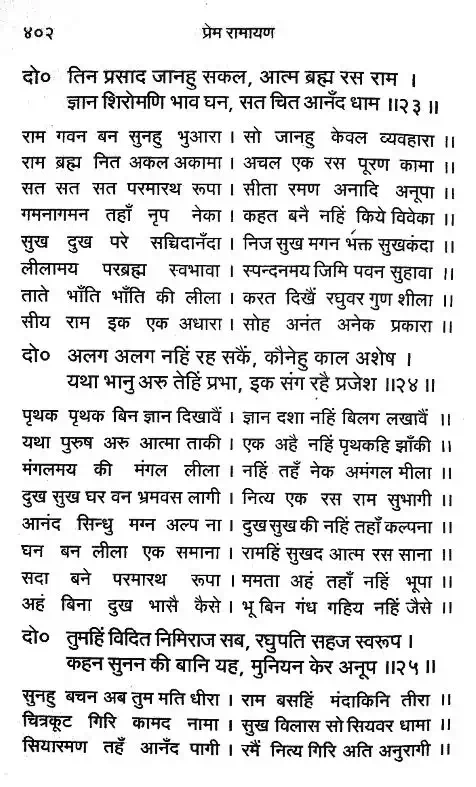 ४०२ प्रेम रामायण
दो० तिन प्रसाद जानहु सकल, आत्म ब्रह्म रस राम ।
ज्ञान शिरोमणि भाव घन, सत चित आनँद धाम ॥२३॥
राम गवन बन सुनहु भुआरा । सो जानहु केवल व्यवहारा ॥
राम ब्रह्म नित अकल अकामा । अचल एक रस पूरण कामा ॥
सत सत सत परमारथ रूपा । सीता रमण अनादि अनूपा ॥
गमनागमन तहाँ नृप नेका । कहत बनै नहिं किये विवेका ॥
सुख दुख परे सच्चिदानँदा । निज सुख मगन भक्त सुखकंदा ॥
लीलामय परब्रह्म स्वभावा । स्पन्दनमय जिमि पवन सुहावा ॥
ताते भाँति भाँति की लीला । करत दिखैं रघुवर गुण शीला ॥
सीय राम इक एक अधारा । सोह अनंत अनेक प्रकारा ॥
दो० अलग अलग नहिं रह सकैं, कौनेहु काल अशेष ।
यथा भानु अरु तेहिं प्रभा, इक संग रहै प्रजेश ॥२४॥
पृथक पृथक बिन ज्ञान दिखावैं । ज्ञान दशा नहिं बिलग लखावैं ॥
यथा पुरुष अरु आत्मा ताकी । एक अहै नहिं पृथकहि झाँकी ॥
मंगलमय की मंगल लीला । नहिं तहँ नेक अमंगल मीला ॥
दुख सुख घर वन भ्रमवस लागी । नित्य एक रस राम सुभागी ॥
आनंद सिन्धु मग्न अल्प ना । दुख सुख की नहिं तहाँ कल्पना ॥
घन बन लीला एक समाना । रामहिं सुखद आत्म रस साना ॥
सदा बने परमारथ रूपा । ममता अहं तहाँ नहिं भूपा ॥
अहं बिना दुख भासै कैसे । भू बिन गंध गहिय नहिं जैसे ॥
दो० तुमहिं विदित निमिराज सब, रघुपति सहज स्वरूप ।
कहन सुनन की बानि यह, मुनियन केर अनूप ॥२५॥
सुनहु बचन अब तुम मति धीरा । राम बसहिं मंदाकिनि तीरा ॥
चित्रकूट गिरि कामद नामा । सुख विलास सो सियवर धामा ॥
सियारमण तहँ आनँद पागी । रमैं नित्य गिरि अति अनुरागी ॥